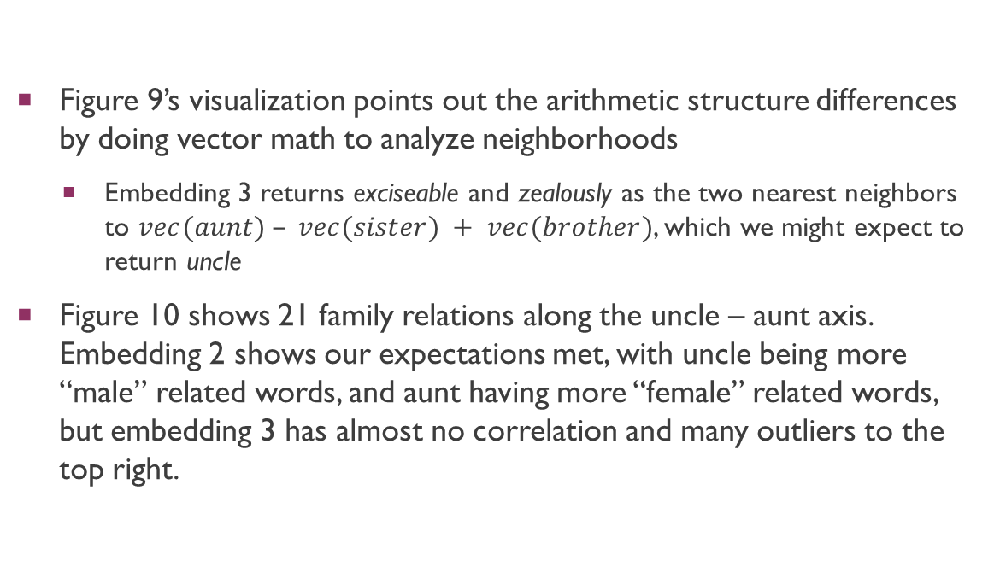 ▪ Figure 9’s visualization points out the arithmetic structure differences
by doing vector math to analyze neighborhoods
▪ Embedding 3 returns exciseable and zealously as the two nearest neighbors
to vec(aunt) – vec(sister) + vec(brother), which we might expect to
return uncle
▪ Figure 10 shows 21 family relations along the uncle – aunt axis.
Embedding 2 shows our expectations met, with uncle being more
“male” related words, and aunt having more “female” related words,
but embedding 3 has almost no correlation and many outliers to the
top right.